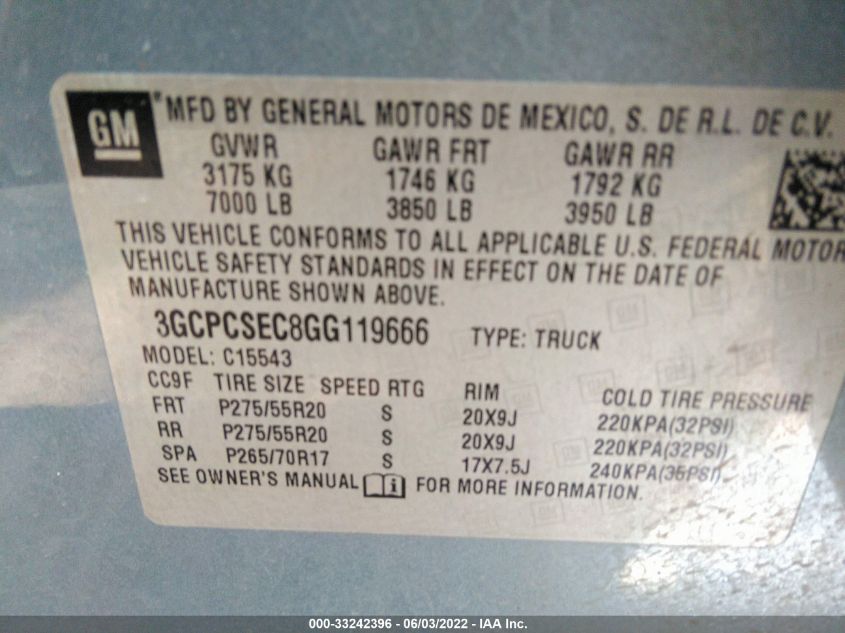 GM MFD BY GENERAL MOTORS DE MEXICO, S. DE R.L. DE C.V.
GVWR GAWR FRT GAWR RR
3175 KG 1746 KG 1792 KG
7000 LB 3850 LB 3950 LB
THIS VEHICLE CONFORMS TO ALL APPLICABLE U.S. FEDERAL MOTOR
VEHICLE SAFETY STANDARDS IN EFFECT ON THE DATE OF
MANUFACTURE SHOWN ABOVE.
3GCPCSEC8GG119666 TYPE: TRUCK
MODEL: C15543
CC9F TIRE SIZE SPEED RTG RIM COLD TIRE PRESSURE
FRT P275/55R20 S 20X9J 220KPA(32PSI)
RR P275/55R20 S 20X9J 220KPA(32PSI)
SPA P265/70R17 S 17X7.5J 240KPA(35PSI)
SEE OWNER'S MANUAL i FOR MORE INFORMATION.
000-33242396 - 06/03/2022 - IAA Inc.